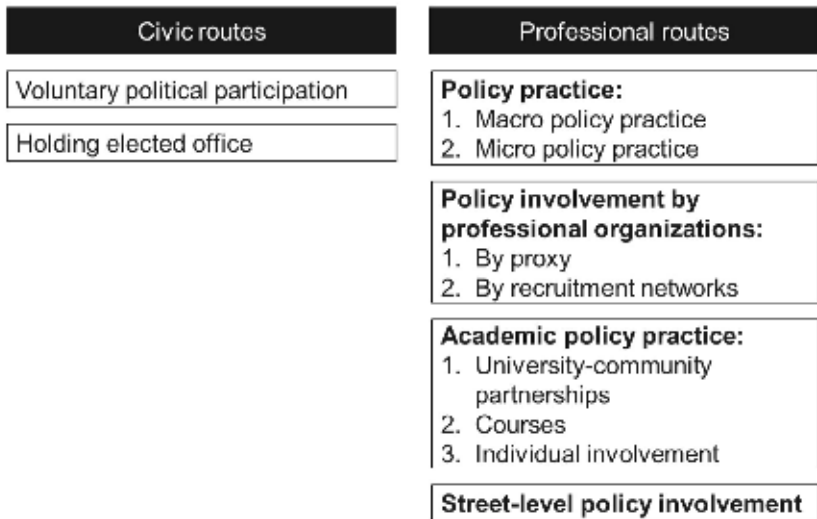 Civic routes
Voluntary political participation
Holding elected office
Professional routes
Policy practice:
1. Macro policy practice
2. Micro policy practice
Policy involvement by
professional organizations:
1. By proxy
2. By recruitment networks
Academic policy practice:
1. University-community
partnerships
2. Courses
3. Individual involvement
Street-level policy involvement